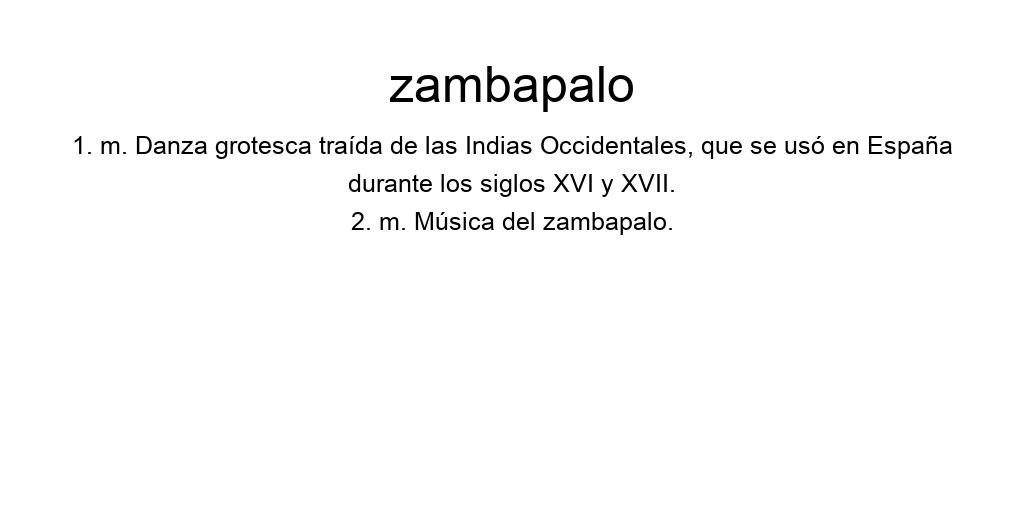 zambapalo
1. m. Danza grotesca traída de las Indias Occidentales, que se usó en España
durante los siglos XVI y XVII.
2. m. Música del zambapalo.